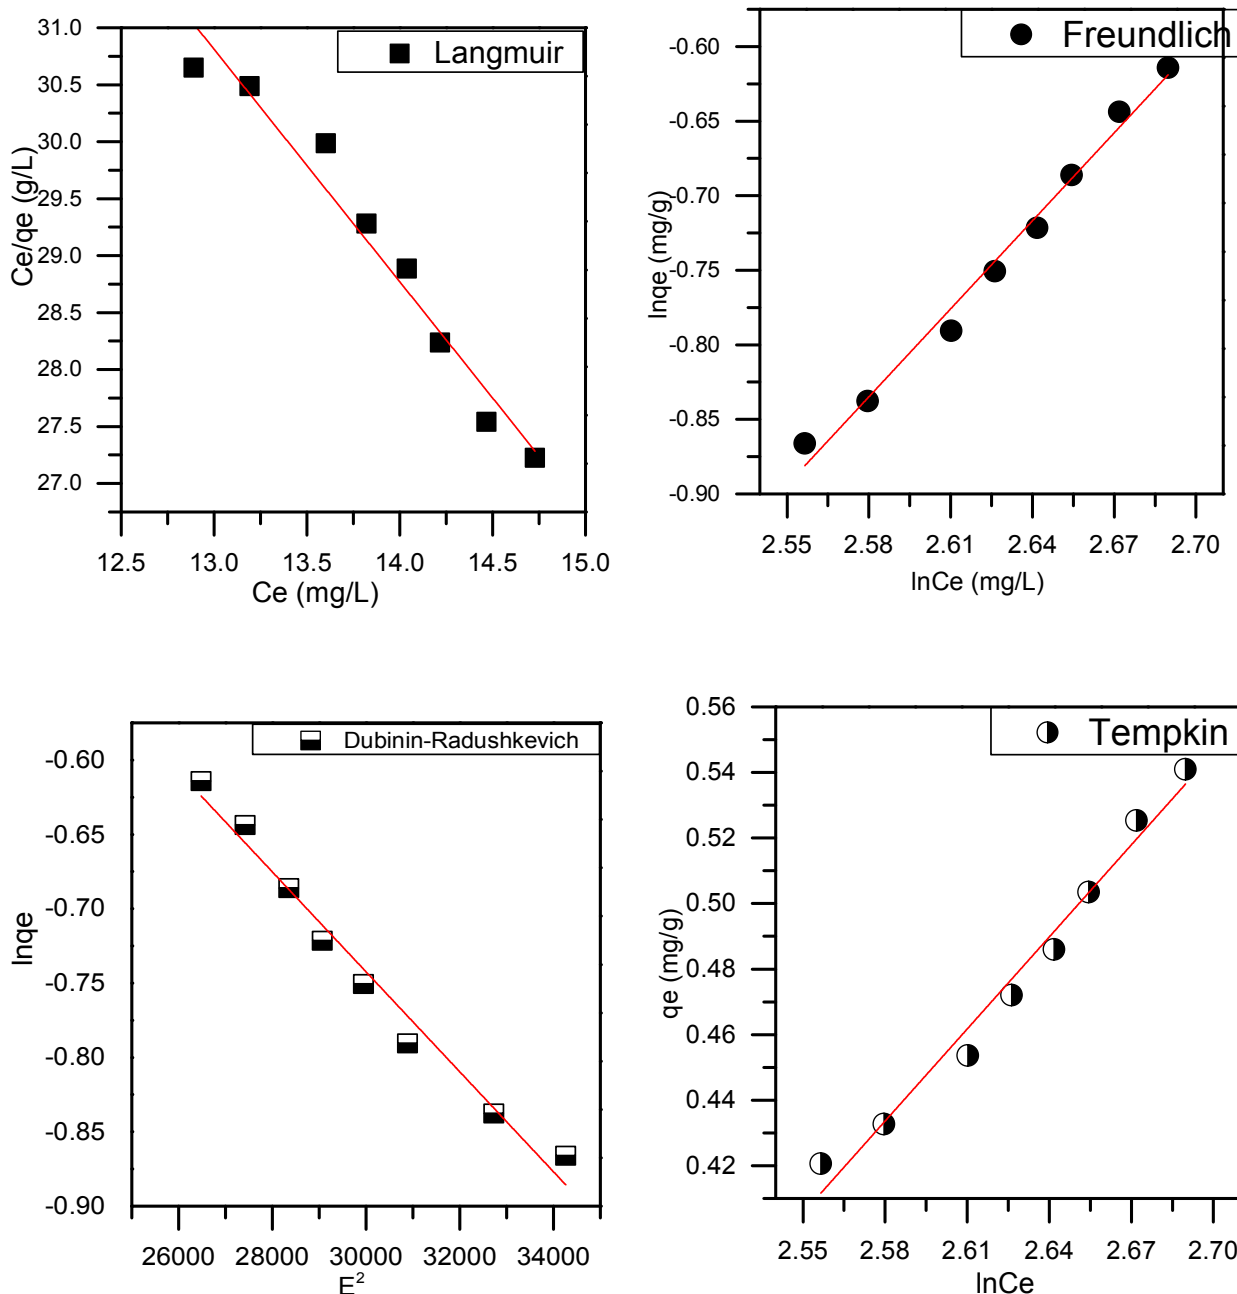 Langmuir
31.0
30.5
30.0
29.5
29.0
28.5
28.0
27.5
27.0
Ce/qe (g/L)
12.5 13.0 13.5 14.0 14.5 15.0
Ce (mg/L)
Freundlich
-0.60
-0.65
-0.70
-0.75
-0.80
-0.85
-0.90
lnqe (mg/g)
2.55 2.58 2.61 2.64 2.67 2.70
lnCe (mg/L)
Dubinin-Radushkevich
-0.60
-0.65
-0.70
-0.75
-0.80
-0.85
-0.90
lnqe
26000 28000 30000 32000 34000
E²
Tempkin
0.56
0.54
0.52
0.50
0.48
0.46
0.44
0.42
qe (mg/g)
2.55 2.58 2.61 2.64 2.67 2.70
lnCe